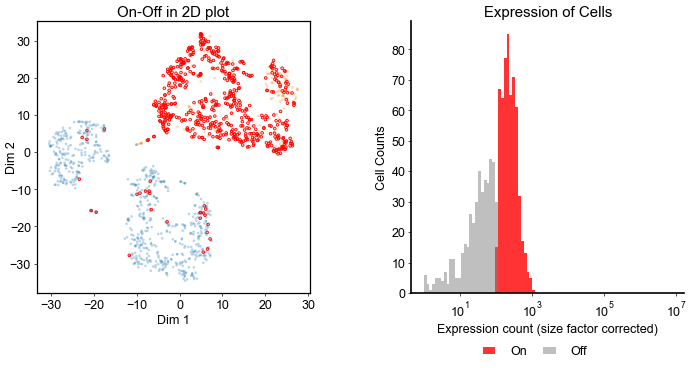 On-Off in 2D plot
Dim 2
30
20
10
0
−10
−20
−30
−30 −20 −10 0 10 20 30
Dim 1
Expression of Cells
Cell Counts
80
70
60
50
40
30
20
10
0
10^1 10^3 10^5 10^7
Expression count (size factor corrected)
On Off